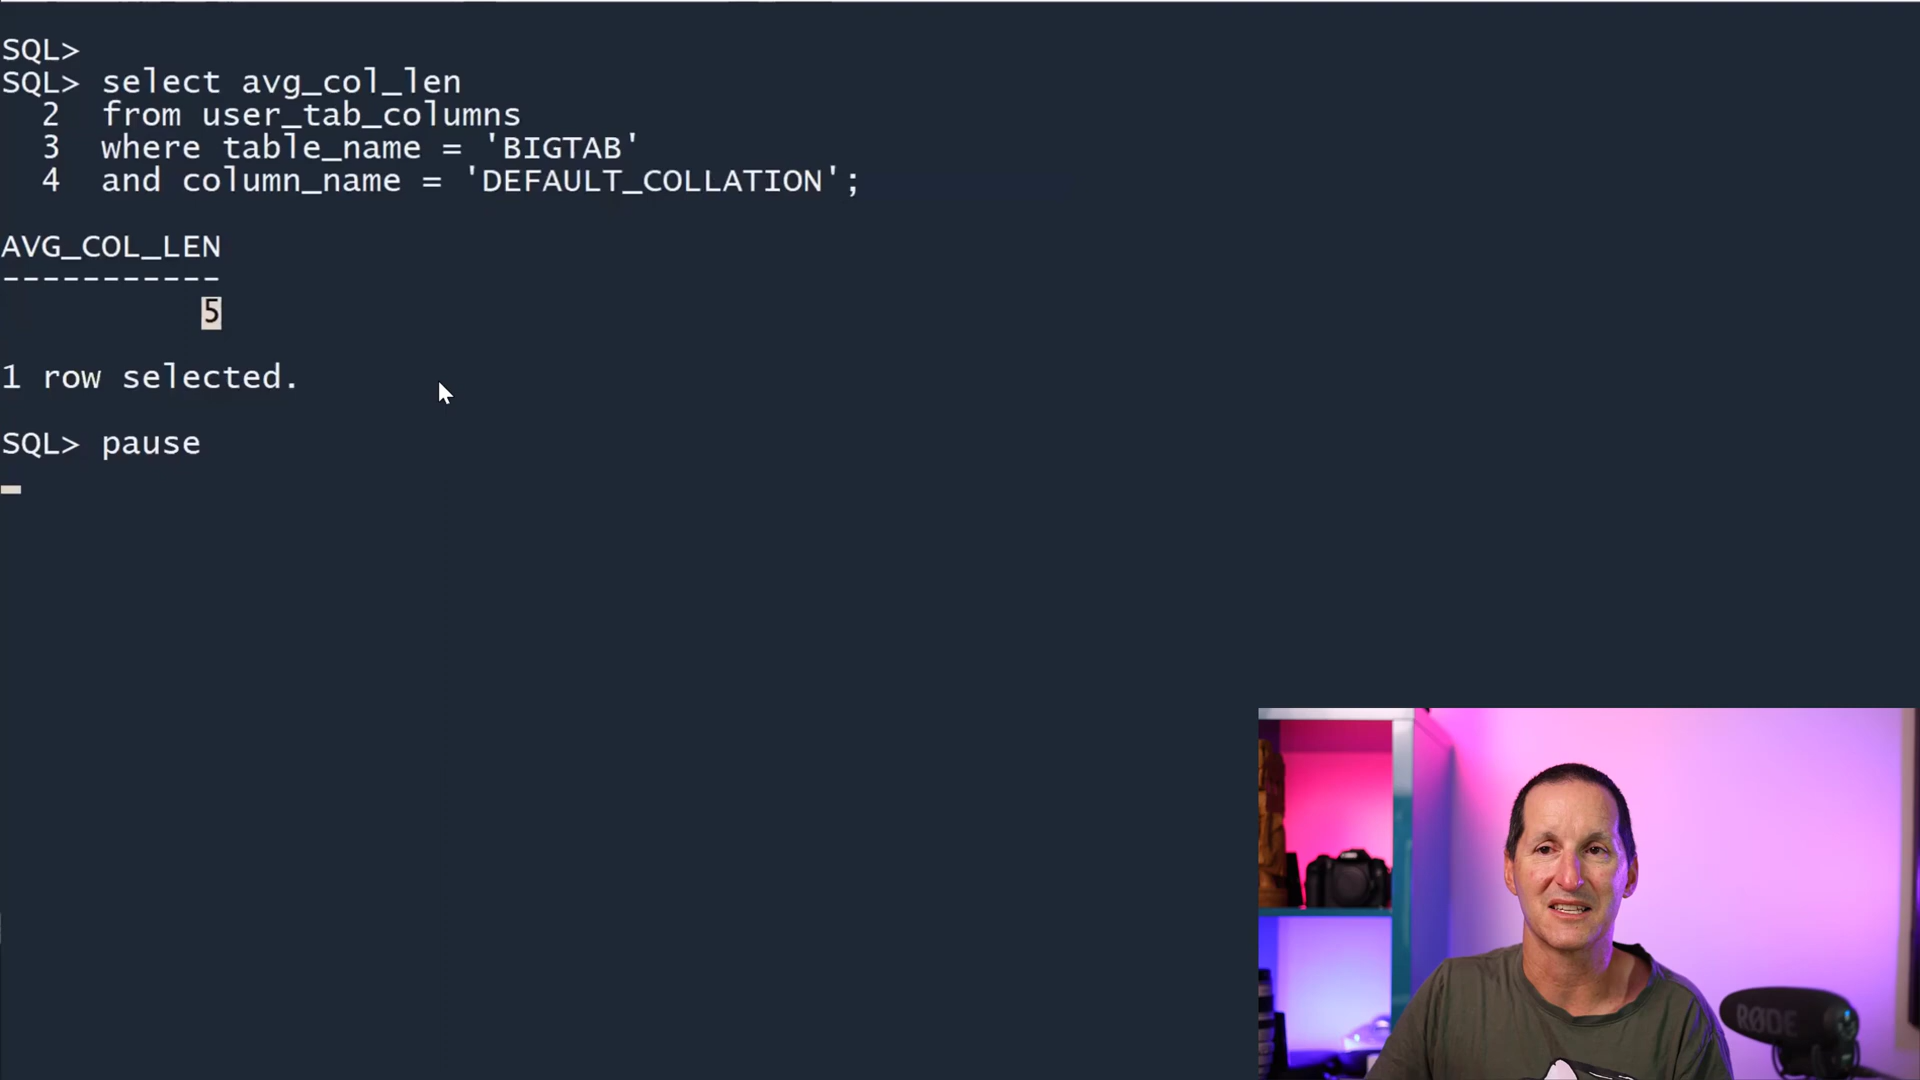 SQL>
SQL> select avg_col_len
2 from user_tab_columns
3 where table_name = 'BIGTAB'
4 and column_name = 'DEFAULT_COLLATION';
AVG_COL_LEN
-----------
5
1 row selected.
SQL> pause
RØDE